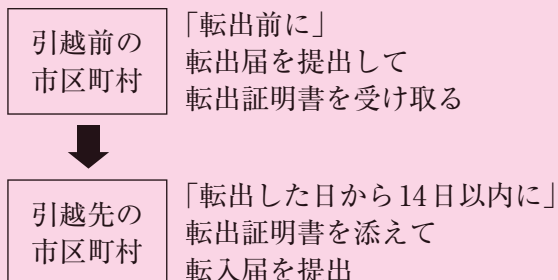 引越前の
市区町村
「転出前に」
転出届を提出して
転出証明書を受け取る
引越先の
市区町村
「転出した日から14日以内に」
転出証明書を添えて
転入届を提出